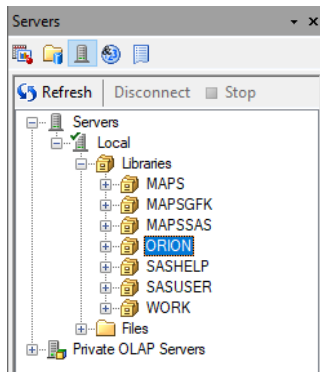 Servers
Refresh Disconnect Stop
Servers
Local
Libraries
MAPS
MAPSGFK
MAPSSAS
ORION
SASHELP
SASUSER
WORK
Files
Private OLAP Servers